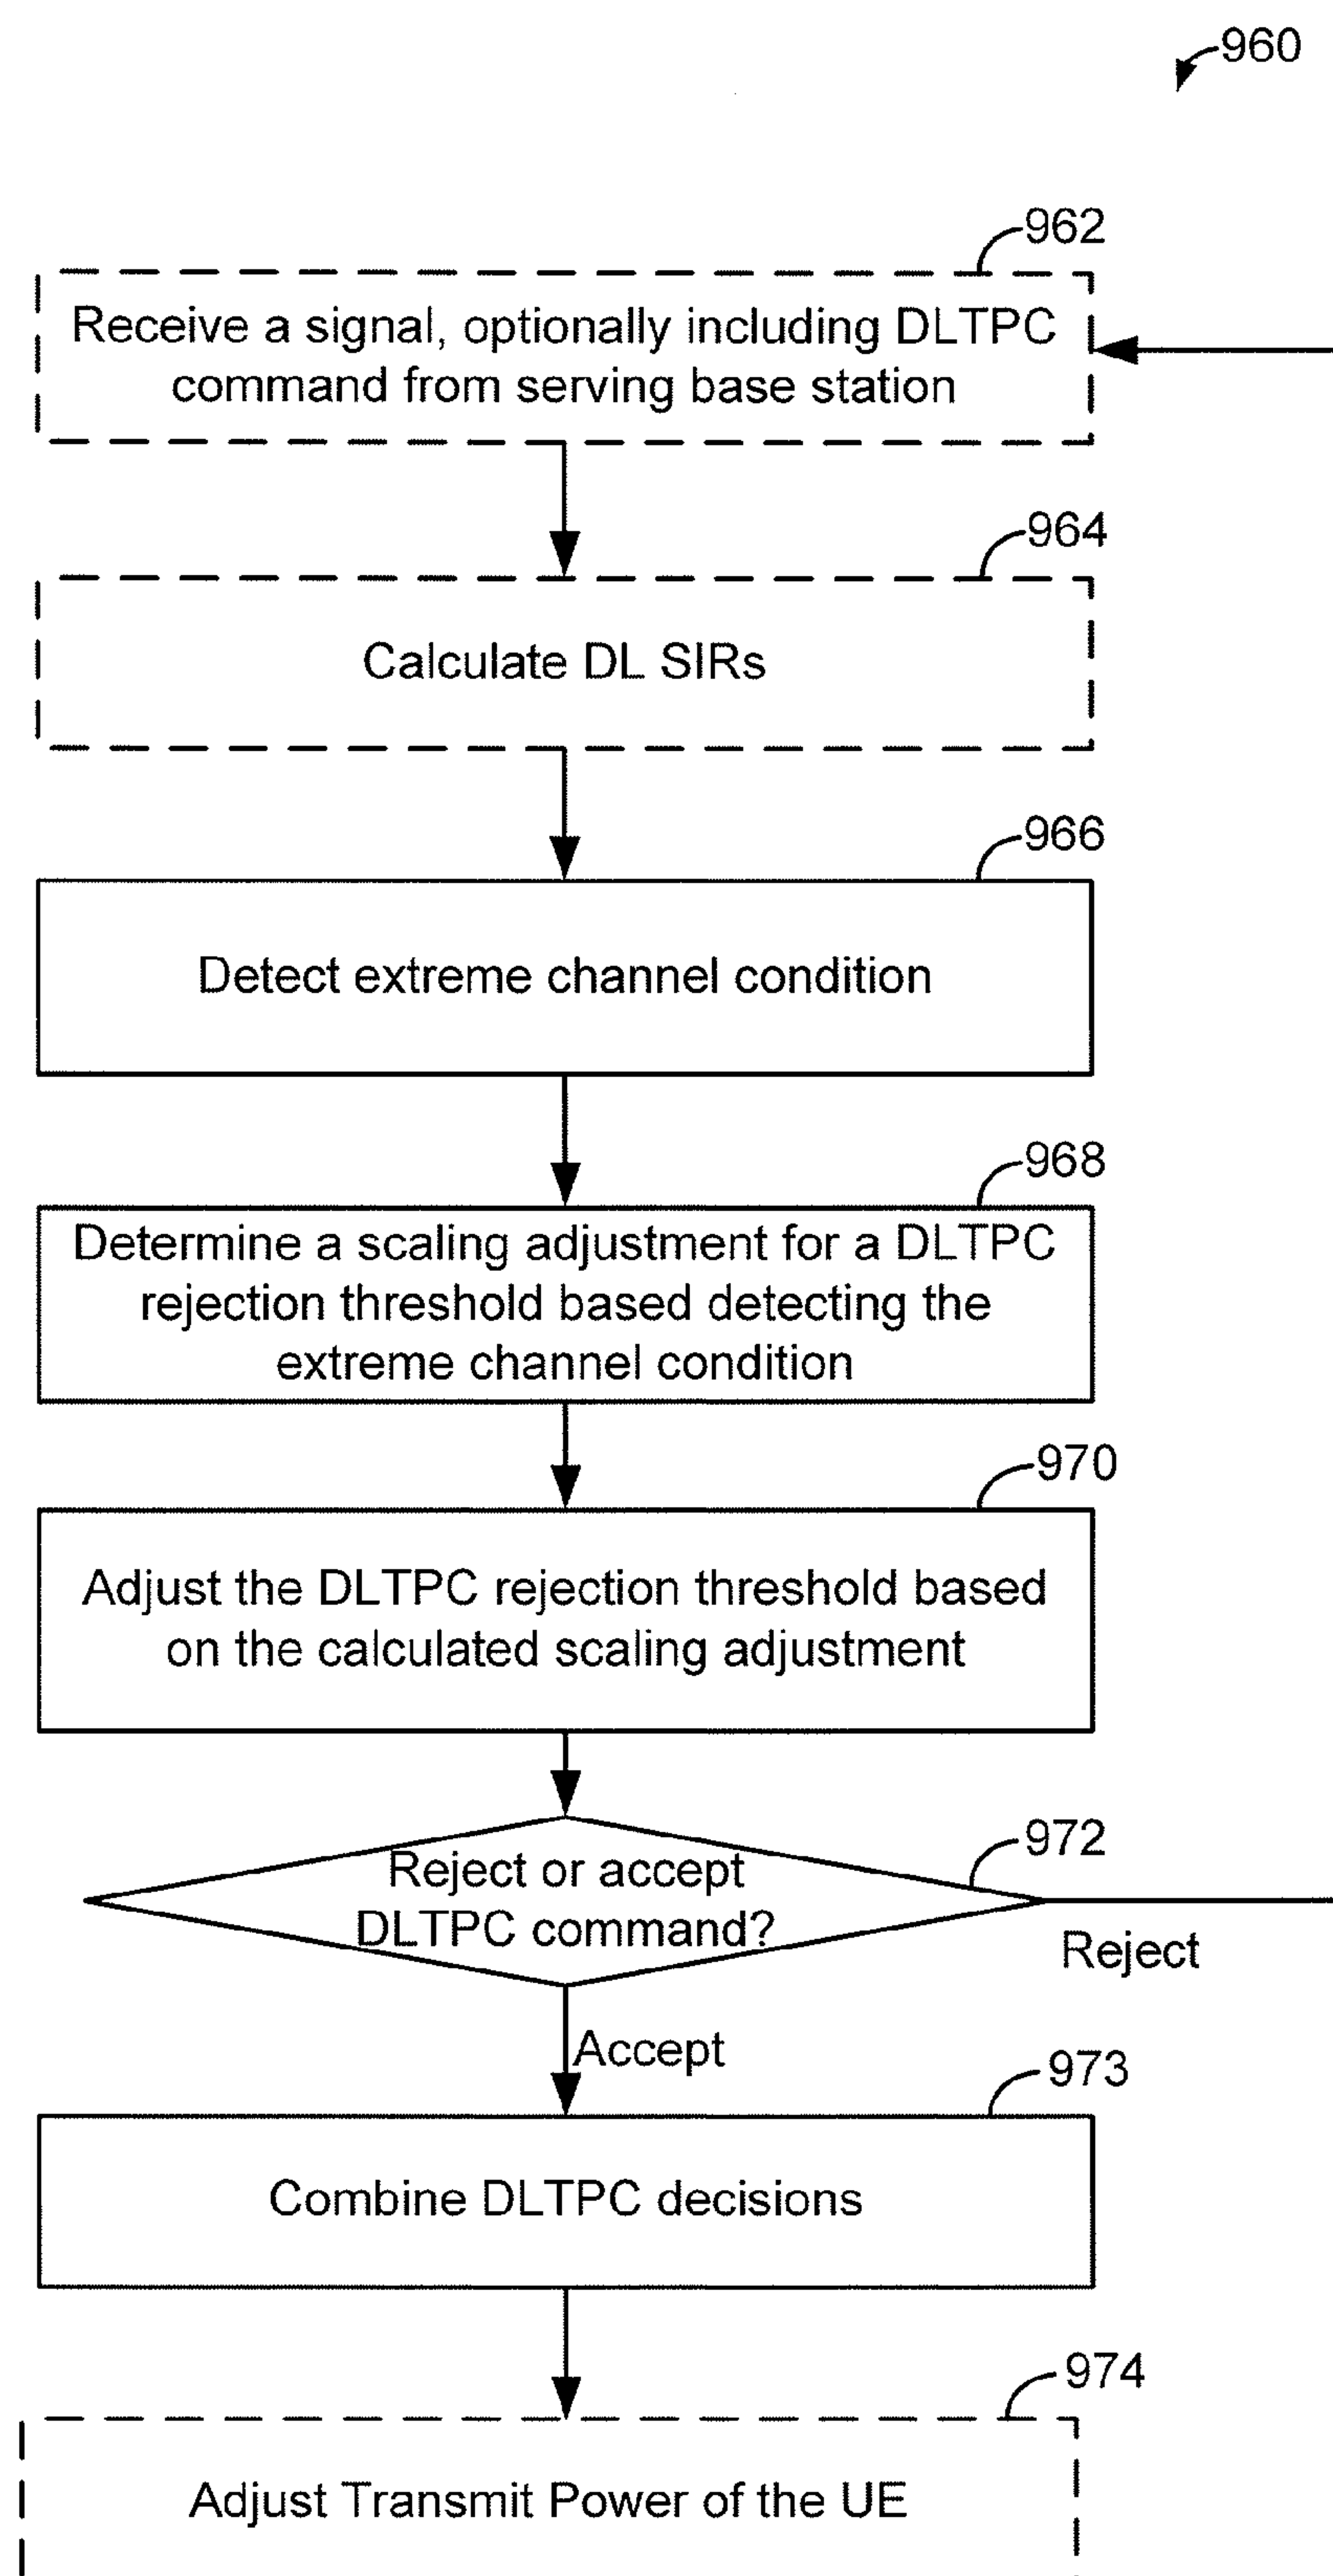 960
962
Receive a signal, optionally including DLTPC
command from serving base station
964
Calculate DL SIRs
966
Detect extreme channel condition
968
Determine a scaling adjustment for a DLTPC
rejection threshold based detecting the
extreme channel condition
970
Adjust the DLTPC rejection threshold based
on the calculated scaling adjustment
972
Reject or accept
DLTPC command?
Reject
Accept
973
Combine DLTPC decisions
974
Adjust Transmit Power of the UE